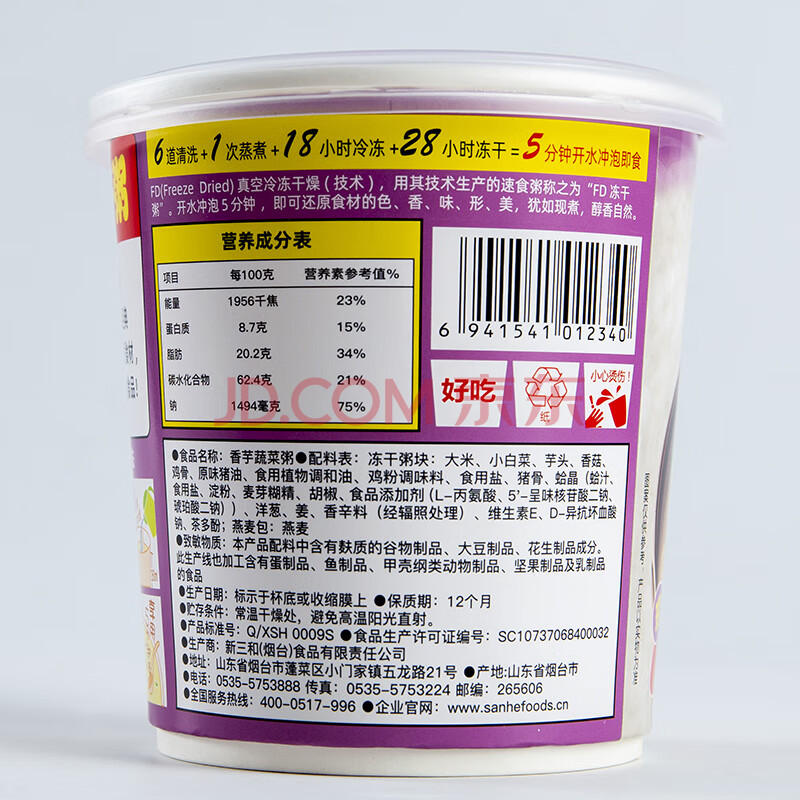 6道清洗+1次蒸煮+18小时冷冻+28小时冻干=5分钟开水冲泡即食
FD(Freeze Dried)真空冷冻干燥(技术)，用其技术生产的速食粥称之为“FD冻干
粥”。开水冲泡5分钟，即可还原食材的色、香、味、形、美，犹如现煮，醇香自然。
粥
营养成分表
项目 每100克 营养素参考值%
能量 1956千焦 23%
蛋白质 8.7克 15%
脂肪 20.2克 34%
碳水化合物 62.4克 21%
钠 1494毫克 75%
6 941541 012340
好吃
纸
小心烫伤!
JD.COM 京东
●食品名称：香芋蔬菜粥●配料表：冻干粥块：大米、小白菜、芋头、香菇、
鸡骨、原味猪油、食用植物调和油、鸡粉调味料、食用盐、猪骨、蛤晶（蛤汁、
食用盐、淀粉、麦芽糊精、胡椒、食品添加剂（L-丙氨酸、5’-呈味核苷酸二钠、
琥珀酸二钠））、洋葱、姜、香辛料（经辐照处理）、维生素E、D-异抗坏血酸
钠、茶多酚；燕麦包：燕麦
●致敏物质：本产品配料中含有麸质的谷物制品、大豆制品、花生制品成分。
此生产线也加工含有蛋制品、鱼制品、甲壳纲类动物制品、坚果制品及乳制品
的食品
●生产日期：标示于杯底或收缩膜上 ●保质期：12个月
●贮存条件：常温干燥处，避免高温阳光直射。
●产品标准号：Q/XSH 0009S ●食品生产许可证编号：SC10737068400032
●生产商：新三和(烟台)食品有限责任公司
●地址：山东省烟台市蓬莱区小门家镇五龙路21号 ●产地:山东省烟台市
●电话：0535-5753888 传真：0535-5753224 邮编：265606
●全国服务热线：400-0517-996 ●企业官网：www.sanhefoods.cn